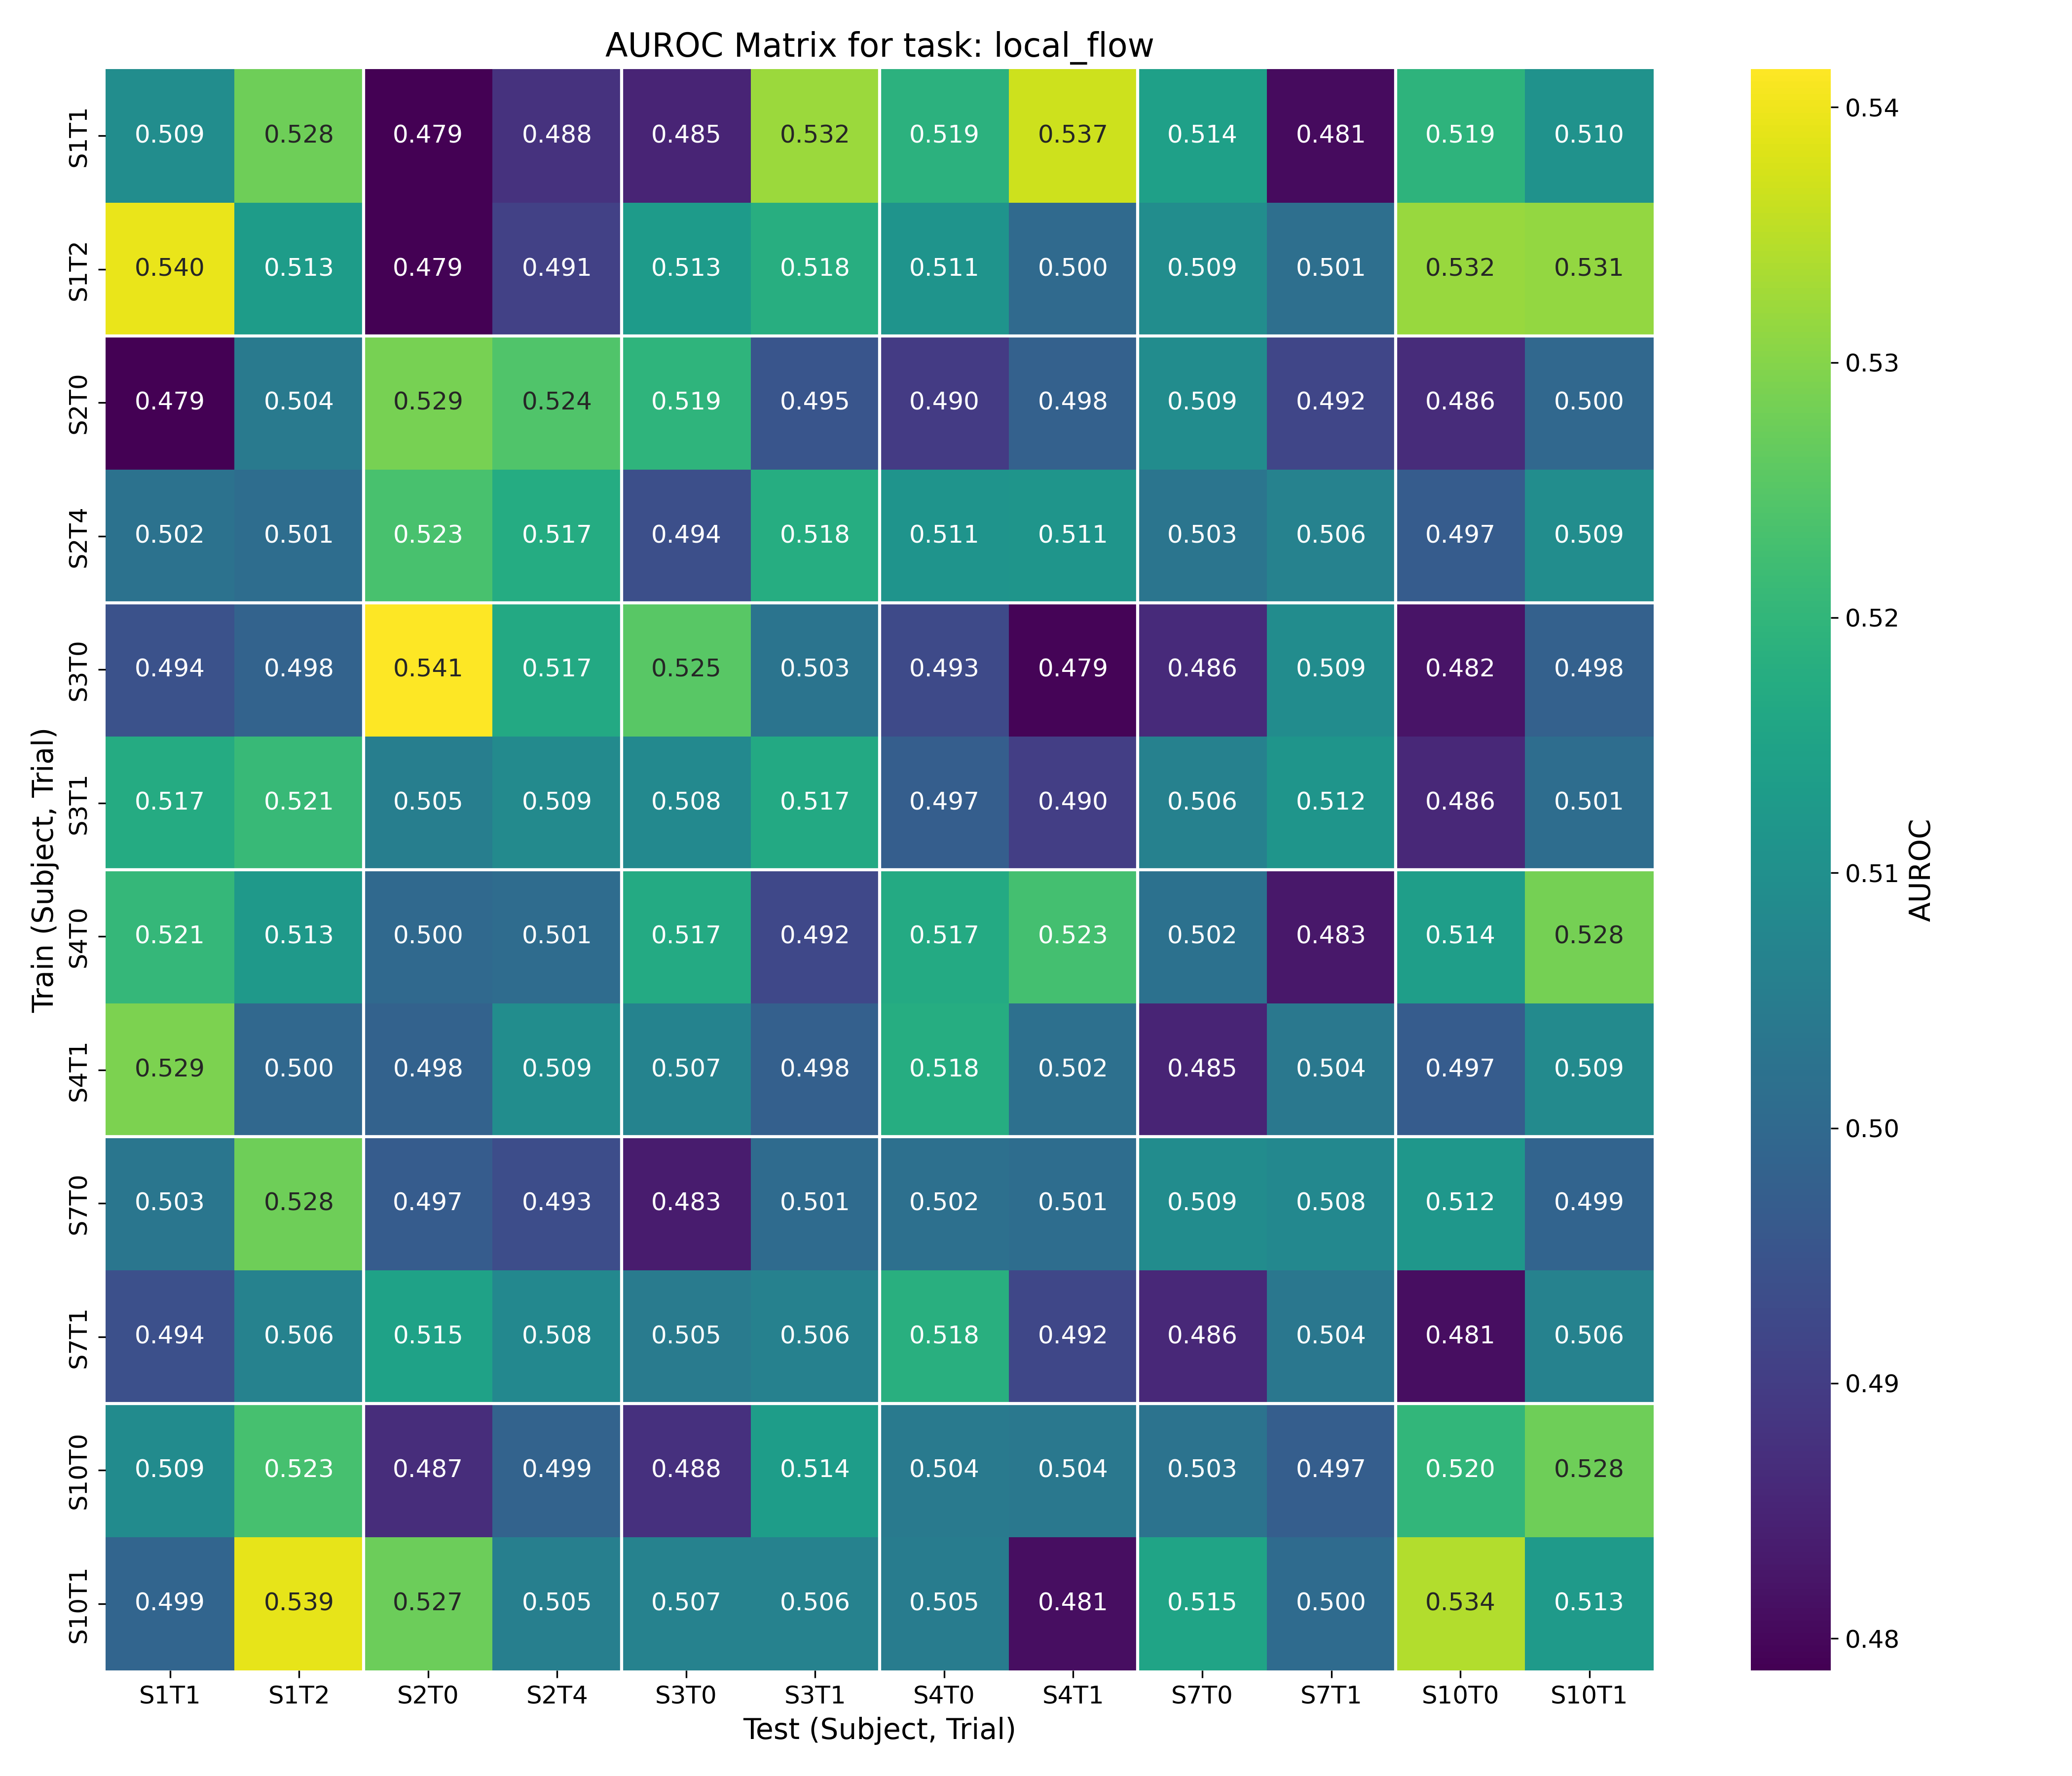 AUROC Matrix for task: local_flow
S1T1 0.509 0.528 0.479 0.488 0.485 0.532 0.519 0.537 0.514 0.481 0.519 0.510
S1T2 0.540 0.513 0.479 0.491 0.513 0.518 0.511 0.500 0.509 0.501 0.532 0.531
S2T0 0.479 0.504 0.529 0.524 0.519 0.495 0.490 0.498 0.509 0.492 0.486 0.500
S2T4 0.502 0.501 0.523 0.517 0.494 0.518 0.511 0.511 0.503 0.506 0.497 0.509
S3T0 0.494 0.498 0.541 0.517 0.525 0.503 0.493 0.479 0.486 0.509 0.482 0.498
S3T1 0.517 0.521 0.505 0.509 0.508 0.517 0.497 0.490 0.506 0.512 0.486 0.501
S4T0 0.521 0.513 0.500 0.501 0.517 0.492 0.517 0.523 0.502 0.483 0.514 0.528
S4T1 0.529 0.500 0.498 0.509 0.507 0.498 0.518 0.502 0.485 0.504 0.497 0.509
S7T0 0.503 0.528 0.497 0.493 0.483 0.501 0.502 0.501 0.509 0.508 0.512 0.499
S7T1 0.494 0.506 0.515 0.508 0.505 0.506 0.518 0.492 0.486 0.504 0.481 0.506
S10T0 0.509 0.523 0.487 0.499 0.488 0.514 0.504 0.504 0.503 0.497 0.520 0.528
S10T1 0.499 0.539 0.527 0.505 0.507 0.506 0.505 0.481 0.515 0.500 0.534 0.513
S1T1 S1T2 S2T0 S2T4 S3T0 S3T1 S4T0 S4T1 S7T0 S7T1 S10T0 S10T1
Test (Subject, Trial)
Train (Subject, Trial)
0.54
0.53
0.52
0.51
0.50
0.49
0.48
AUROC